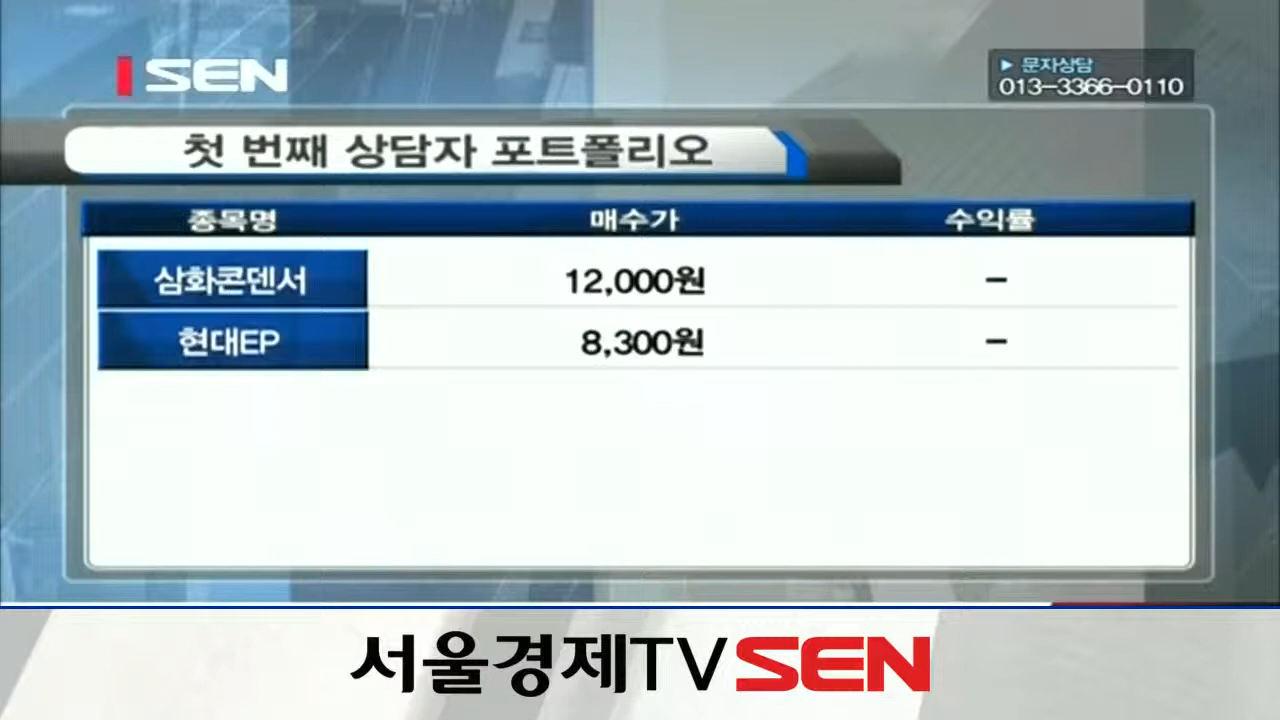 SEN
▶ 문자상담
013-3366-0110
첫 번째 상담자 포트폴리오
종목명 매수가 수익률
삼화콘덴서 12,000원 -
현대EP 8,300원 -
서울경제TV SEN